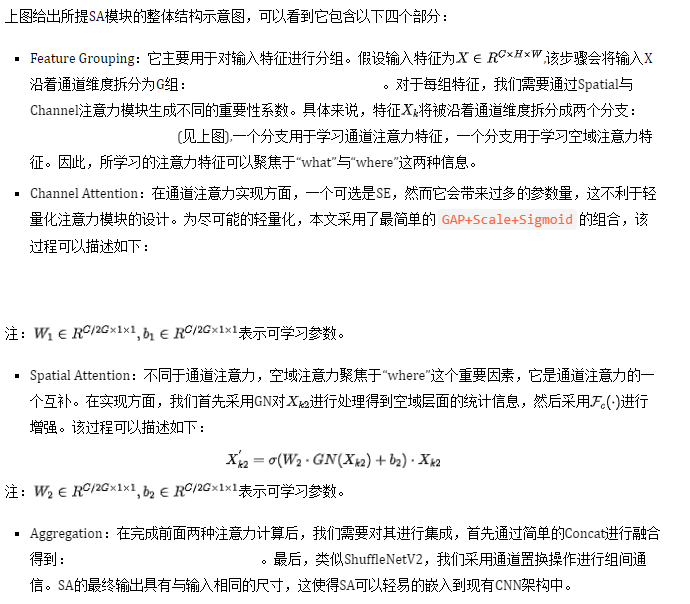 上图给出所提SA模块的整体结构示意图，可以看到它包含以下四个部分：
▪ Feature Grouping：它主要用于对输入特征进行分组。假设输入特征为X ∈ R^{C×H×W},该步骤会将输入X
沿着通道维度拆分为G组： 。对于每组特征，我们需要通过Spatial与
Channel注意力模块生成不同的重要性系数。具体来说，特征X_k将被沿着通道维度拆分成两个分支：
(见上图),一个分支用于学习通道注意力特征，一个分支用于学习空域注意力特
征。因此，所学习的注意力特征可以聚焦于“what”与“where”这两种信息。
▪ Channel Attention：在通道注意力实现方面，一个可选是SE，然而它会带来过多的参数量，这不利于轻
量化注意力模块的设计。为尽可能的轻量化，本文采用了最简单的 GAP+Scale+Sigmoid 的组合，该
过程可以描述如下：
注：W_1 ∈ R^{C/2G×1×1}, b_1 ∈ R^{C/2G×1×1}表示可学习参数。
▪ Spatial Attention：不同于通道注意力，空域注意力聚焦于“where”这个重要因素，它是通道注意力的一
个互补。在实现方面，我们首先采用GN对X_{k2}进行处理得到空域层面的统计信息，然后采用F_c(·)进行
增强。该过程可以描述如下：
X'_{k2} = σ(W_2 · GN(X_{k2}) + b_2) · X_{k2}
注：W_2 ∈ R^{C/2G×1×1}, b_2 ∈ R^{C/2G×1×1}表示可学习参数。
▪ Aggregation：在完成前面两种注意力计算后，我们需要对其进行集成，首先通过简单的Concat进行融合
得到： 。最后，类似ShuffleNetV2，我们采用通道置换操作进行组间通
信。SA的最终输出具有与输入相同的尺寸，这使得SA可以轻易的嵌入到现有CNN架构中。